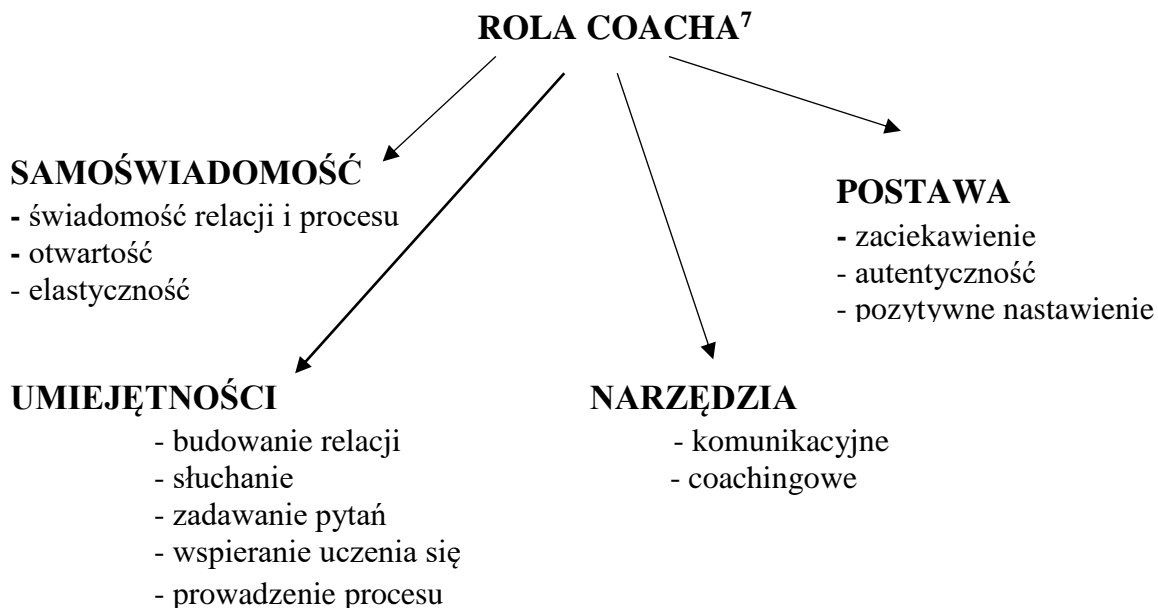 ROLA COACHA⁷
SAMOŚWIADOMOŚĆ
- świadomość relacji i procesu
- otwartość
- elastyczność
POSTAWA
- zaciekawienie
- autentyczność
- pozytywne nastawienie
UMIEJĘTNOŚCI
- budowanie relacji
- słuchanie
- zadawanie pytań
- wspieranie uczenia się
- prowadzenie procesu
NARZĘDZIA
- komunikacyjne
- coachingowe